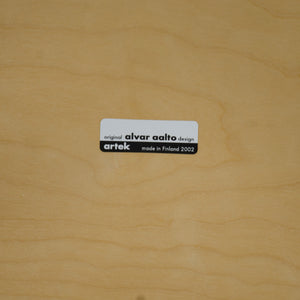 original alvar aalto design
artek made in Finland 2002